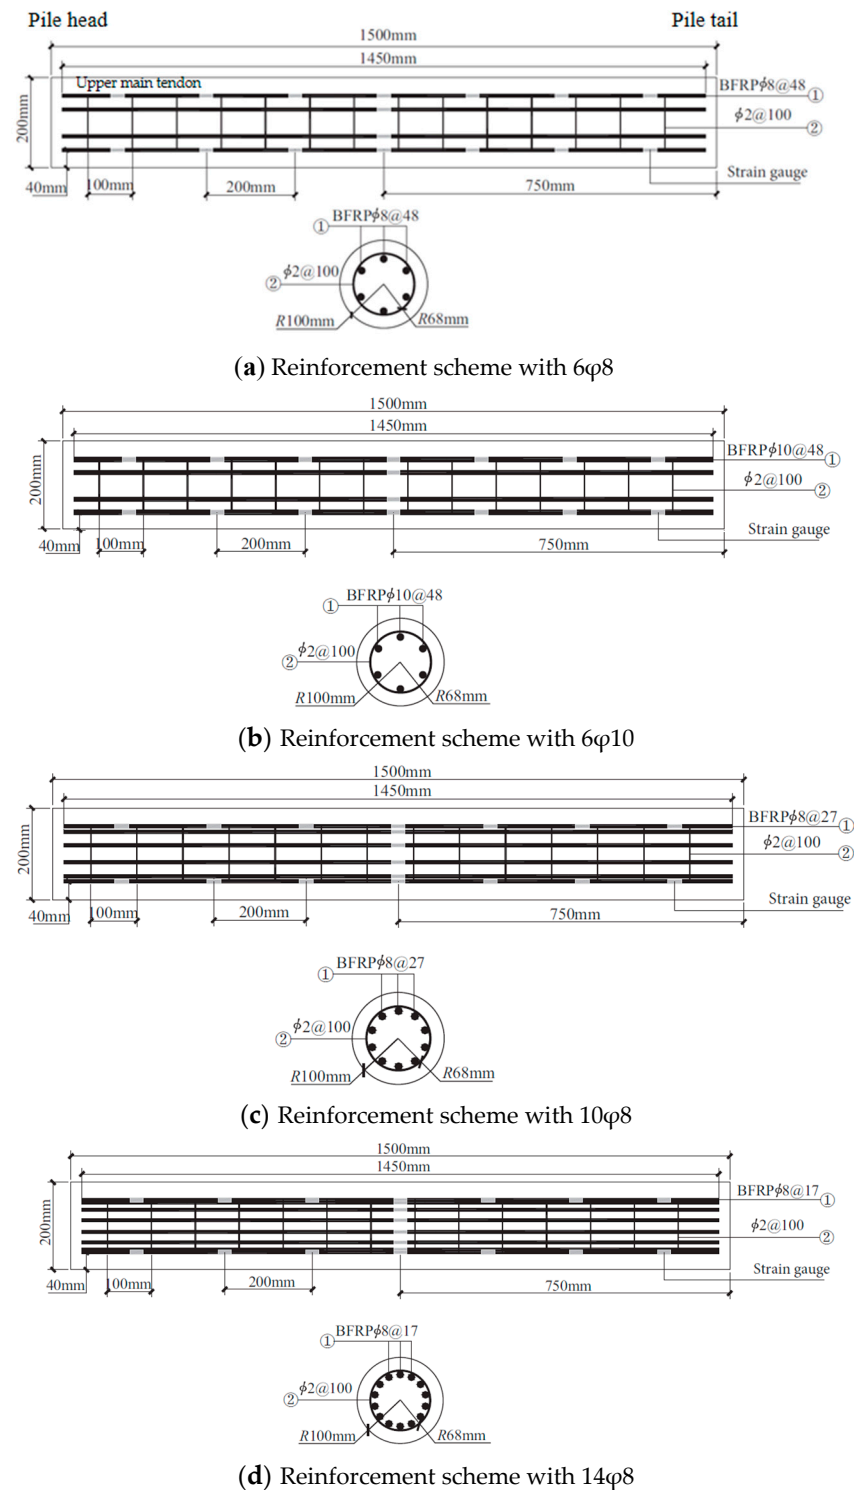 Pile head Pile tail
1500mm
1450mm
Upper main tendon
BFRPϕ8@48
①
200mm
ϕ2@100
②
Strain gauge
40mm 100mm 200mm 750mm
BFRPϕ8@48
①
ϕ2@100
②
R100mm R68mm
(a) Reinforcement scheme with 6φ8
1500mm
1450mm
BFRPϕ10@48
①
200mm
ϕ2@100
②
Strain gauge
40mm 100mm 200mm 750mm
BFRPϕ10@48
①
ϕ2@100
②
R100mm R68mm
(b) Reinforcement scheme with 6φ10
1500mm
1450mm
BFRPϕ8@27
①
200mm
ϕ2@100
②
Strain gauge
40mm 100mm 200mm 750mm
BFRPϕ8@27
①
ϕ2@100
②
R100mm R68mm
(c) Reinforcement scheme with 10φ8
1500mm
1450mm
BFRPϕ8@17
①
200mm
ϕ2@100
②
Strain gauge
40mm 100mm 200mm 750mm
BFRPϕ8@17
①
ϕ2@100
②
R100mm R68mm
(d) Reinforcement scheme with 14φ8